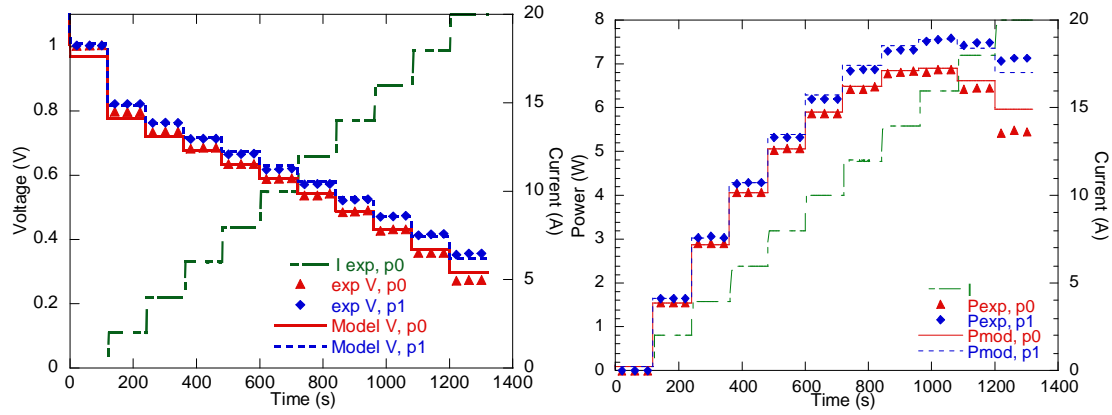 1
0.8
0.6
0.4
0.2
0
Voltage (V)
20
15
10
5
0
Current (A)
0 200 400 600 800 1000 1200 1400
Time (s)
I exp, p0
exp V, p0
exp V, p1
Model V, p0
Model V, p1
8
7
6
5
4
3
2
1
0
Power (W)
20
15
10
5
0
Current (A)
0 200 400 600 800 1000 1200 1400
Time (s)
I
Pexp, p0
Pexp, p1
Pmod, p0
Pmod, p1